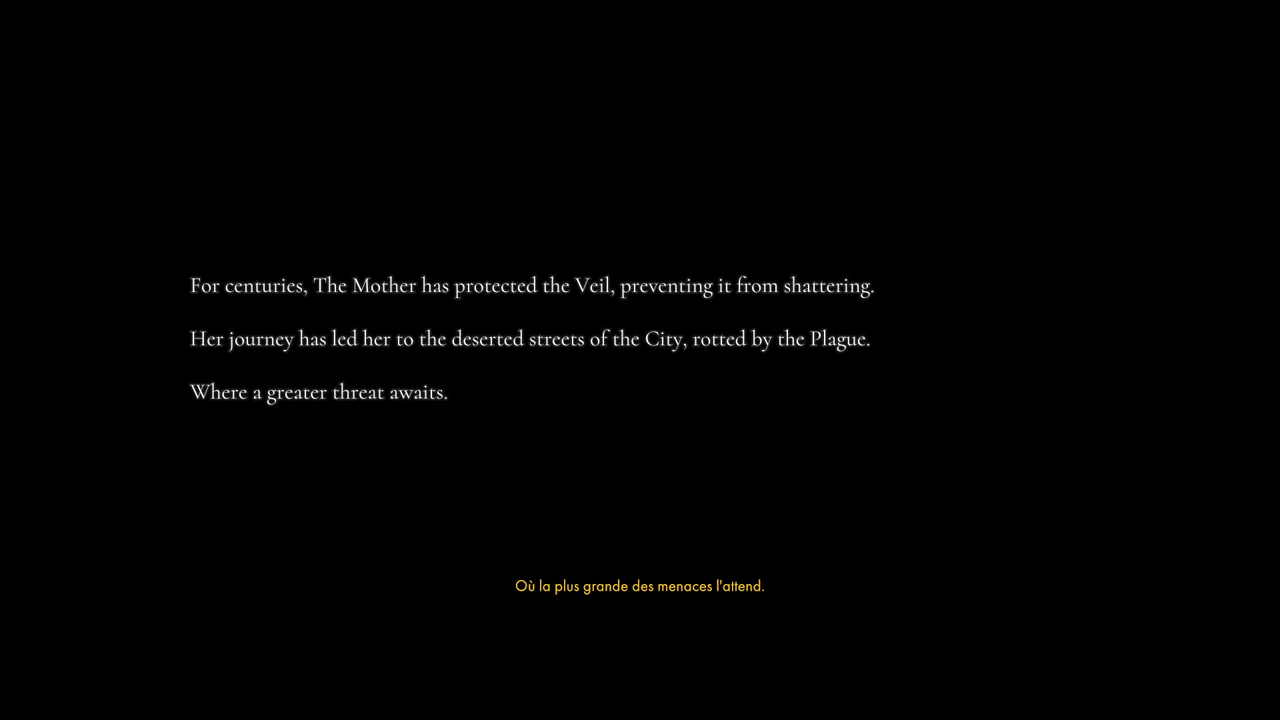 For centuries, The Mother has protected the Veil, preventing it from shattering.
Her journey has led her to the deserted streets of the City, rotted by the Plague.
Where a greater threat awaits.
Où la plus grande des menaces l'attend.